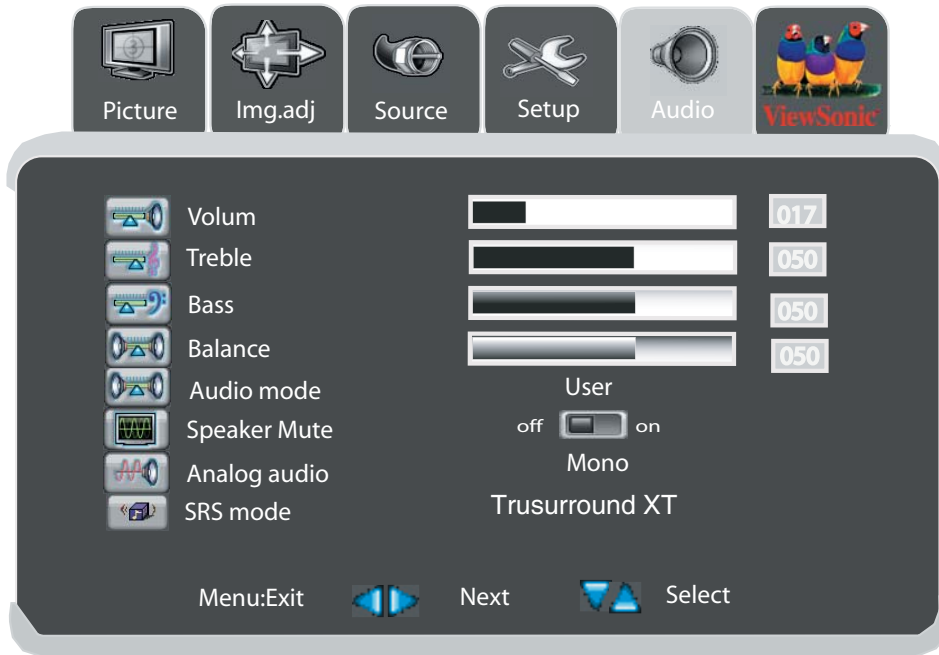 Picture Img.adj Source Setup Audio ViewSonic
Volum 017
Treble 050
Bass 050
Balance 050
Audio mode User
Speaker Mute off on
Analog audio Mono
SRS mode Trusurround XT
Menu:Exit Next Select